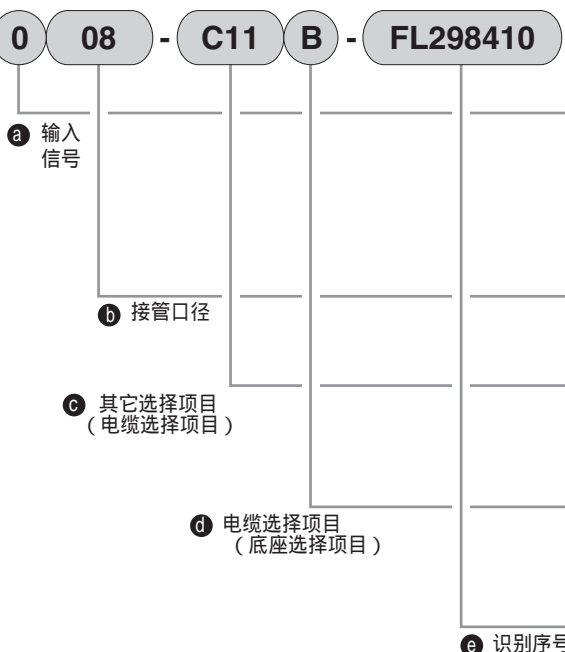 0 08 - C11 B - FL298410
a 输入
信号
b 接管口径
c 其它选择项目
(电缆选择项目)
d 电缆选择项目
(底座选择项目)
e 识别序号